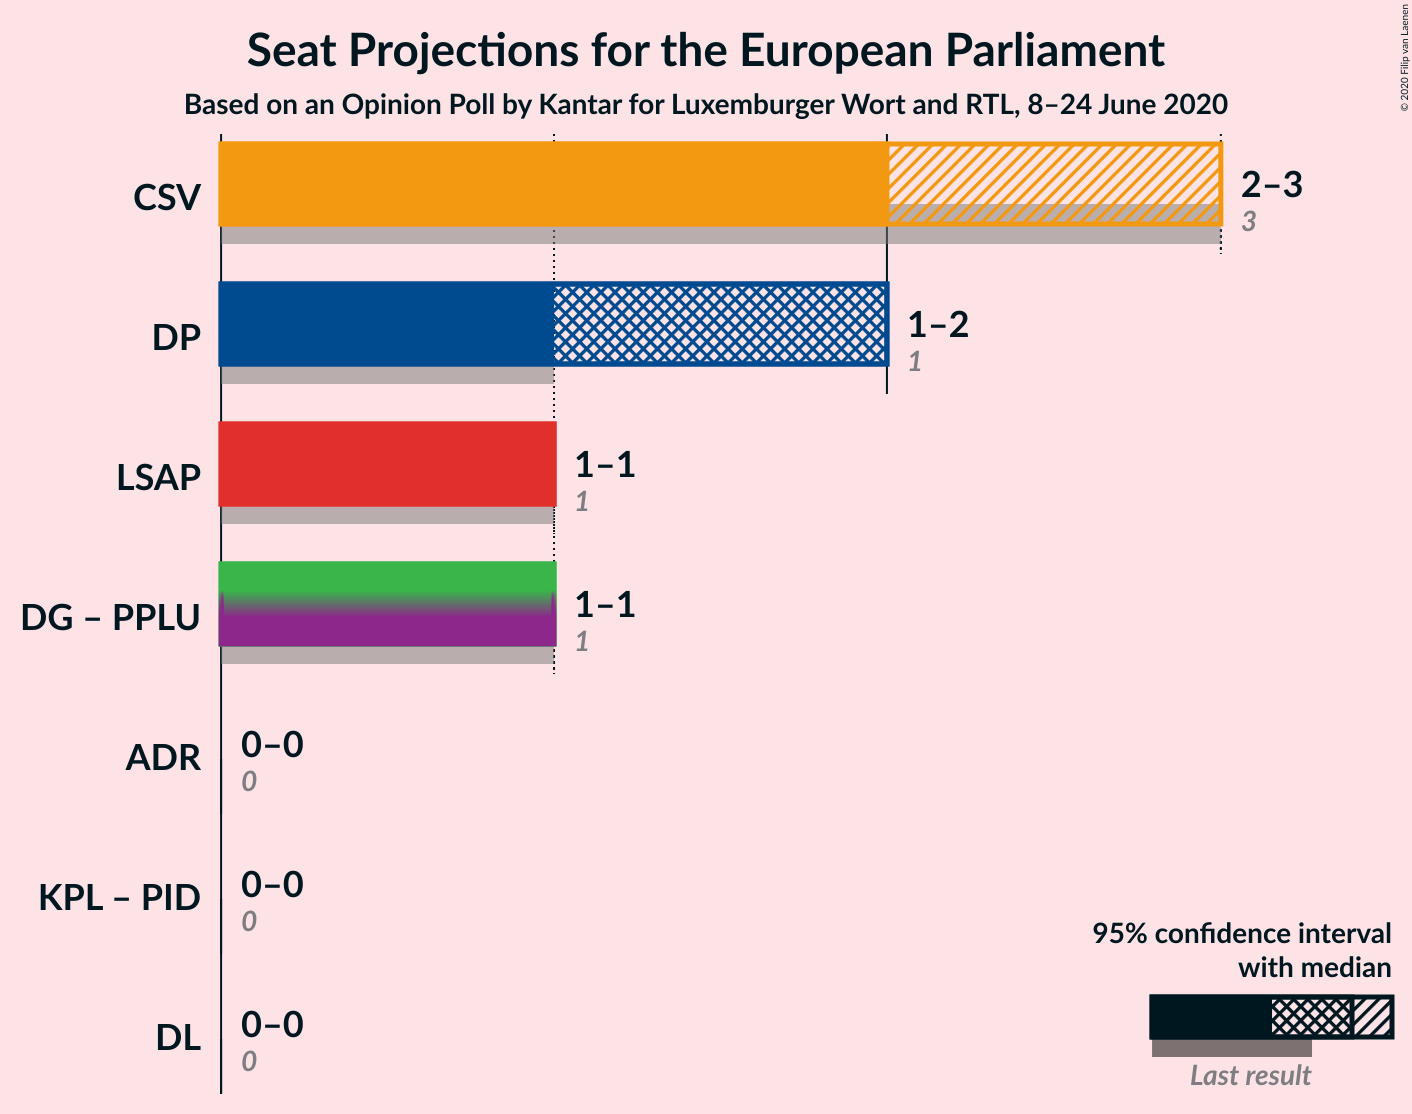 Seat Projections for the European Parliament
Based on an Opinion Poll by Kantar for Luxemburger Wort and RTL, 8–24 June 2020
© 2020 Filip van Laenen
CSV
2–3
3
DP
1–2
1
LSAP
1–1
1
DG – PPLU
1–1
1
ADR
0–0
0
KPL – PID
0–0
0
DL
0–0
0
95% confidence interval
with median
Last result